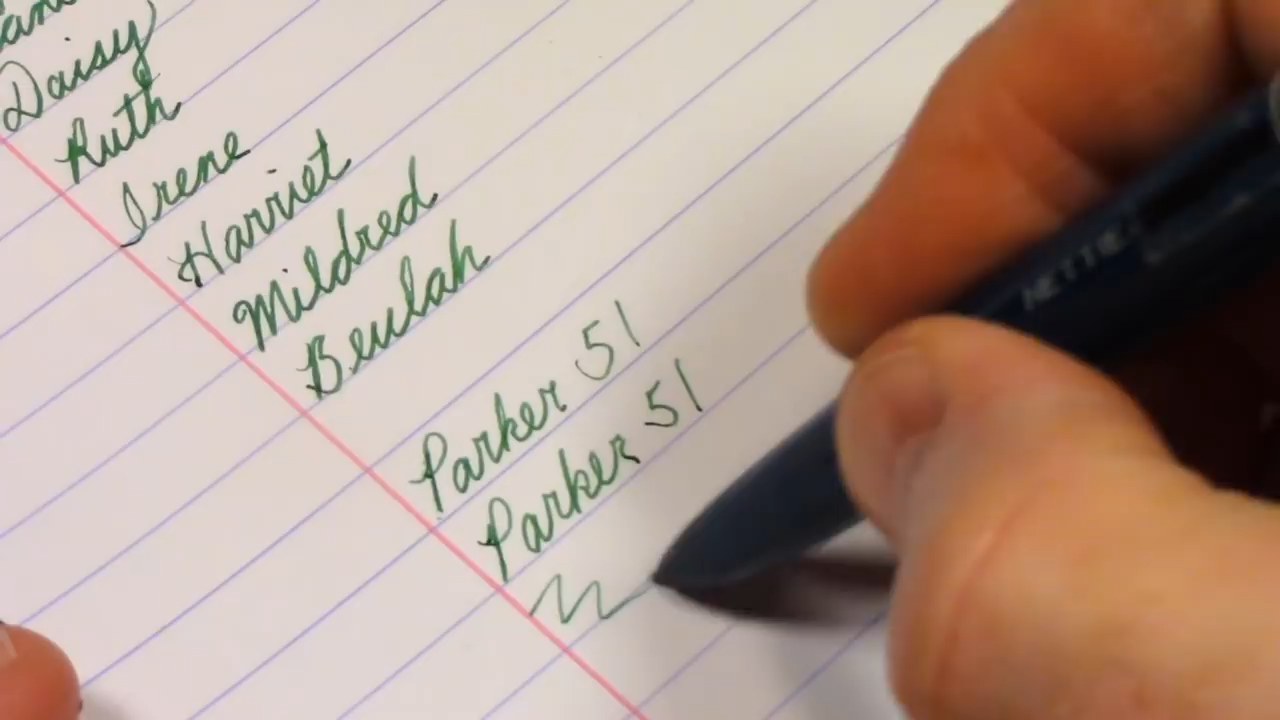 Daisy
Ruth
Irene
Harriet
Mildred
Beulah
Parker 51
Parker 51